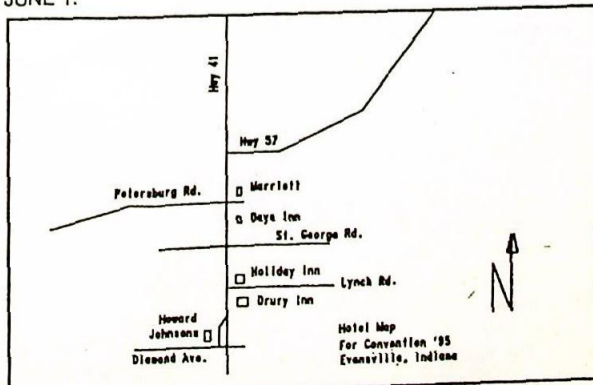 JUNE 1.
Hwy 41
Hwy 57
Petersburg Rd.
Marriott
Days Inn
St. George Rd.
Holiday Inn
Lynch Rd.
Drury Inn
Howard
Johnsons
Diamond Ave.
N
Hotel Map
For Convention '95
Evansville, Indiana